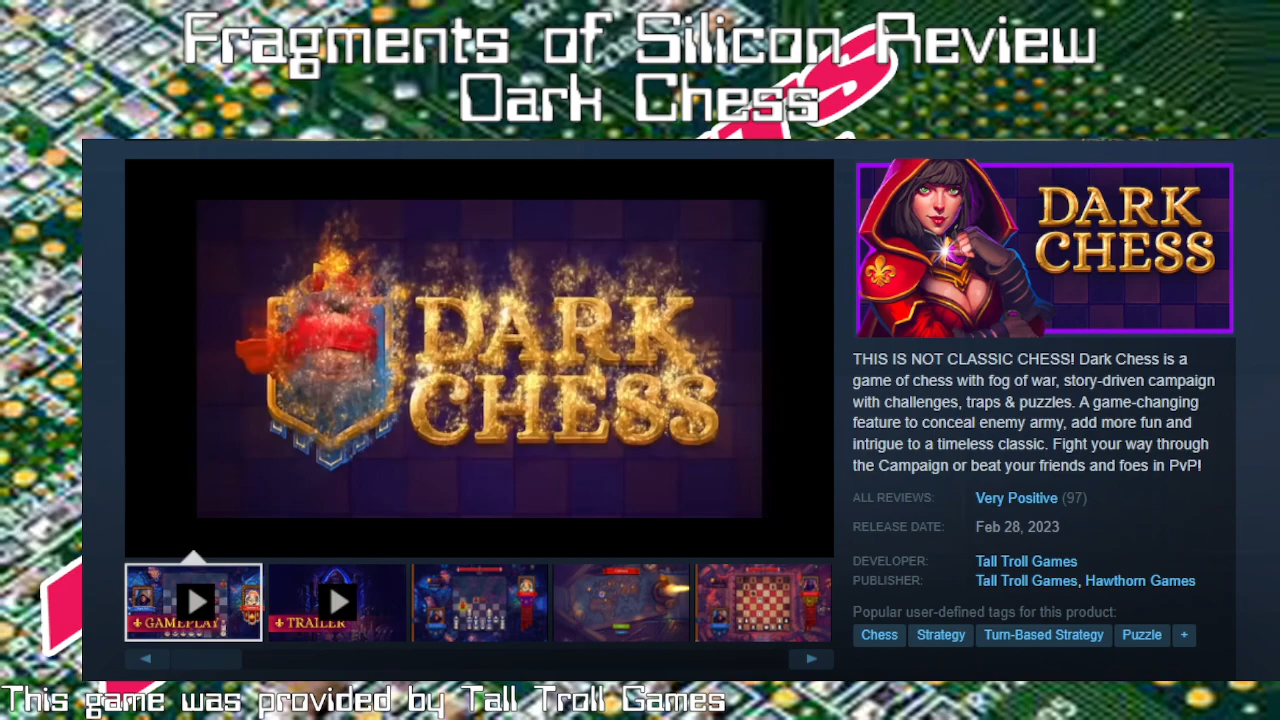 Fragments of Silicon Review
Dark Chess
DARK
CHESS
DARK
CHESS
THIS IS NOT CLASSIC CHESS! Dark Chess is a
game of chess with fog of war, story-driven campaign
with challenges, traps & puzzles. A game-changing
feature to conceal enemy army, add more fun and
intrigue to a timeless classic. Fight your way through
the Campaign or beat your friends and foes in PvP!
ALL REVIEWS: Very Positive (97)
RELEASE DATE: Feb 28, 2023
DEVELOPER: Tall Troll Games
PUBLISHER: Tall Troll Games, Hawthorn Games
Popular user-defined tags for this product:
Chess Strategy Turn-Based Strategy Puzzle +
GAMEPLAY
TRAILER
This game was provided by Tall Troll Games